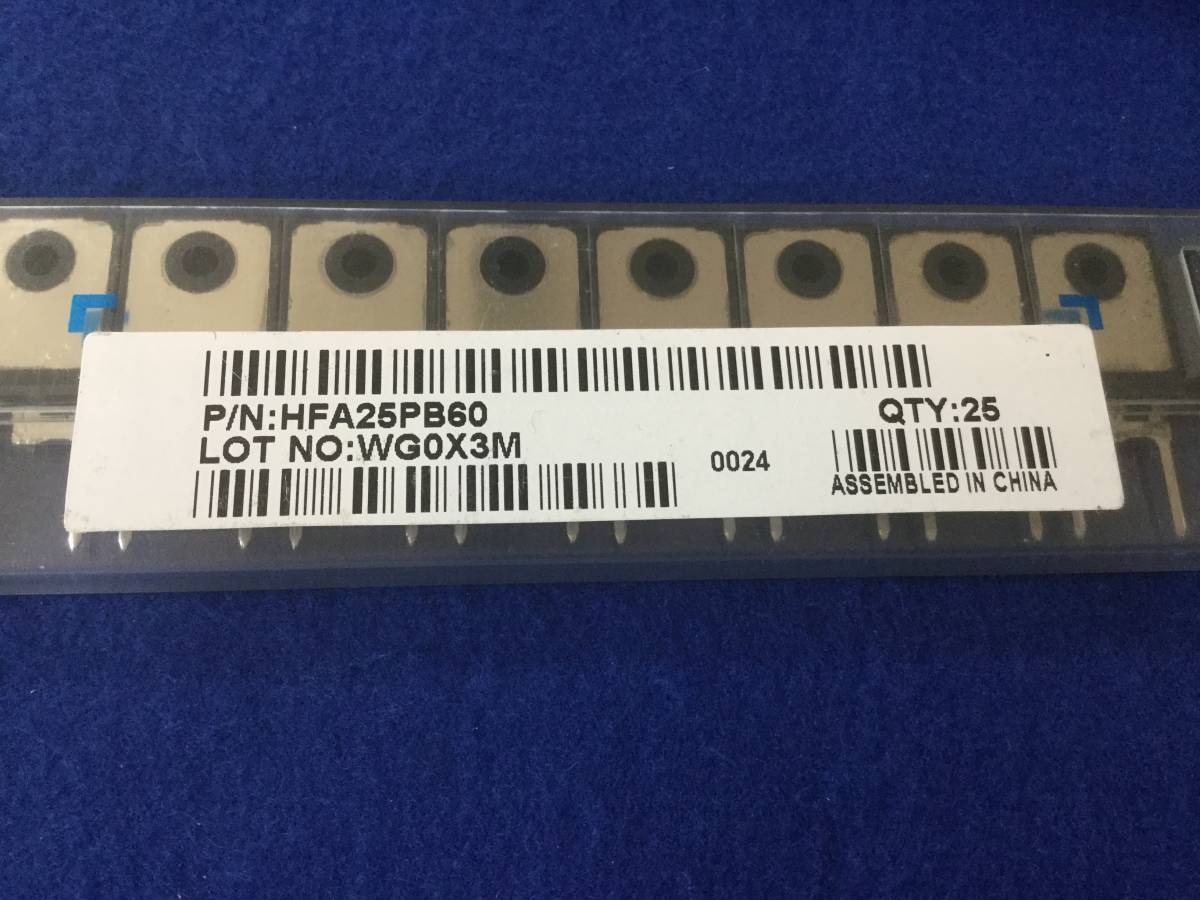 P/N:HFA25PB60
QTY:25
LOT NO:WG0X3M
0024
ASSEMBLED IN CHINA